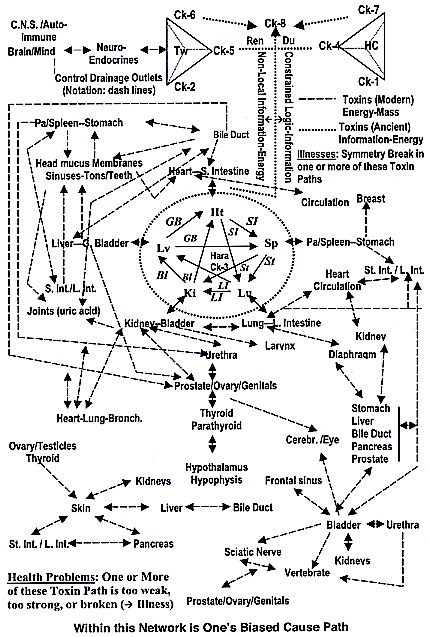 C.N.S. /Auto-
Immune
Brain/Mind
Neuro-
Endocrines
Control Drainage Outlets
(Notation: dash lines)
Ck-6
Tw
Ck-5
Ck-2
Ck-8
Ren
Du
Ck-7
Ck-4
HC
Ck-1
Non-Local Information-Energy
Constrained Logic-Information
Toxins (Modern)
Energy-Mass
Toxins (Ancient)
Information-Energy
Illnesses: Symmetry Break in
one or more of these Toxin
Paths
Pa/Spleen--Stomach
Bile Duct
Head mucus Membranes
Sinuses-Tons/Teeth
Heart--S. Intestine
Circulation
Breast
Liver--G. Bladder
Pa/Spleen--Stomach
GB
Ht
SI
GB
SI
Lv
Sp
Hara
Ck-3
BI
BI
St
St
Ki
LI
LI
Lu
S. Int./L. Int.
Joints (uric acid)
Heart
Circulation
St. Int. / L. Int.
Kidney--Bladder
Lung---Intestine
Urethra
Larynx
Kidney
Diaphragm
Prostate/Ovary/Genitals
Thyroid
Parathyroid
Heart-Lung-Bronch.
Cerebr. /Eye
Stomach
Liver
Bile Duct
Pancreas
Prostate
Ovary/Testicles
Thyroid
Hypothalamus
Hypophysis
Kidneys
Frontal sinus
Skin
Liver
Bile Duct
Bladder
Urethra
St. Int. / L. Int.
Pancreas
Sciatic Nerve
Kidneys
Vertebrate
Prostate/Ovary/Genitals
Health Problems: One or More
of these Toxin Path is too weak,
too strong, or broken (→ Illness)
Within this Network is One's Biased Cause Path